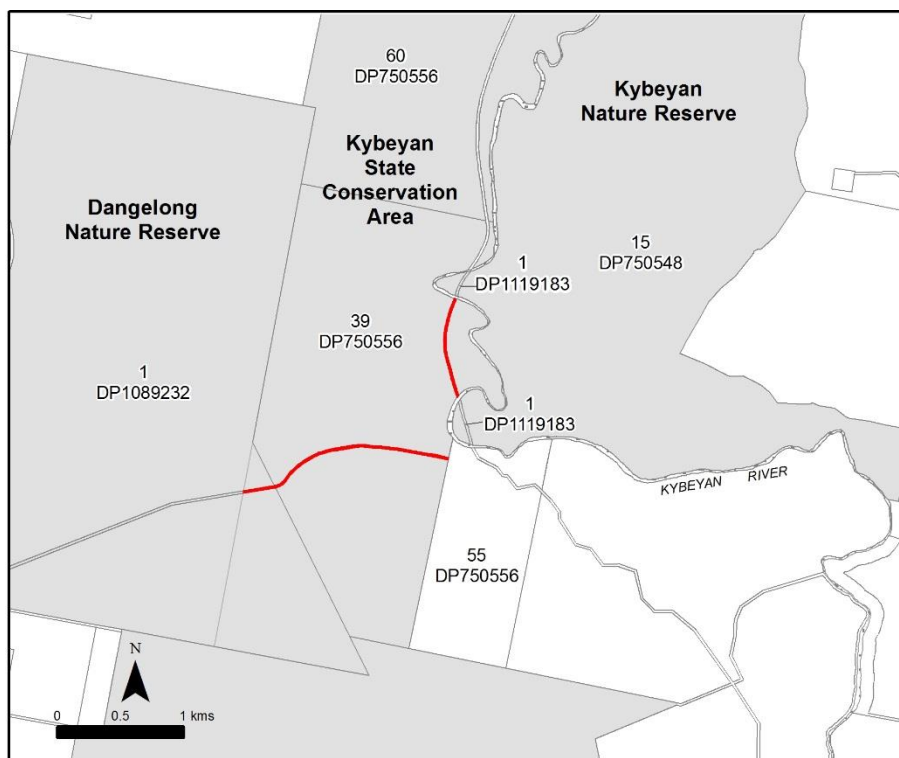 60
DP750556
Kybeyan
Nature Reserve
Kybeyan
State
Conservation
Area
Dangelong
Nature Reserve
15
DP750548
1
DP1119183
39
DP750556
1
DP1089232
1
DP1119183
KYBEYAN RIVER
55
DP750556
N
0 0.5 1 kms